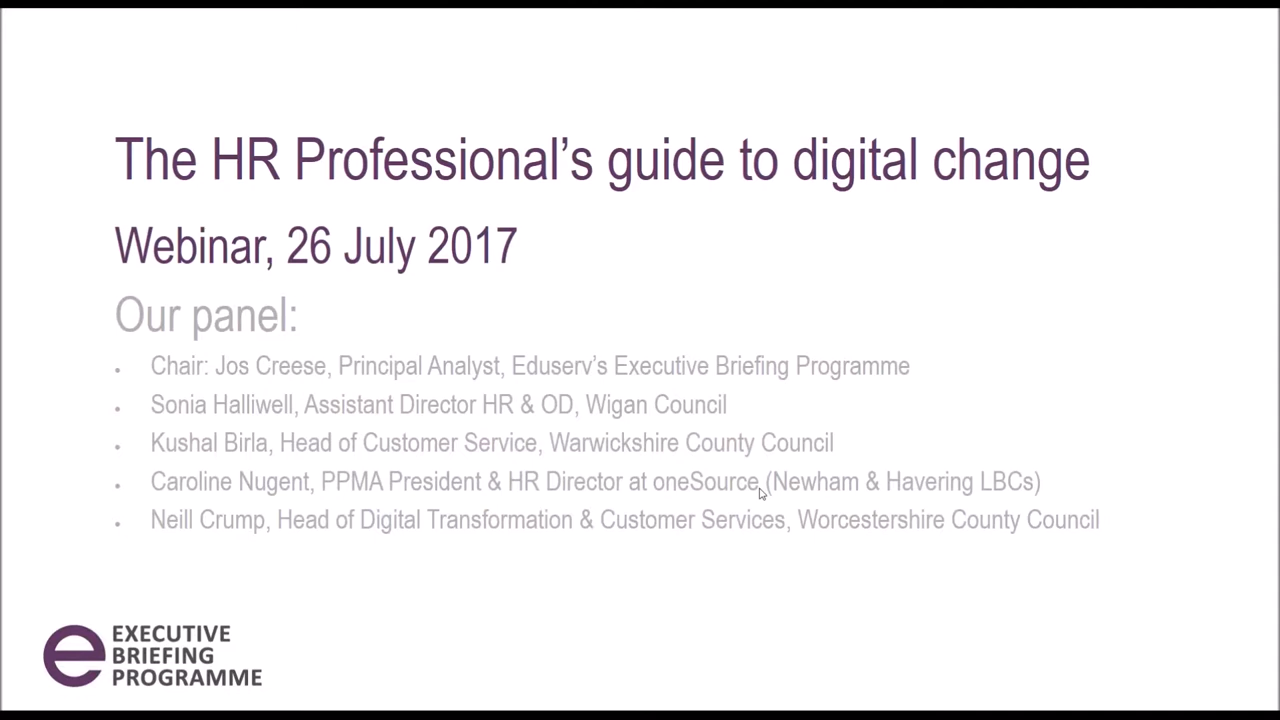 The HR Professional’s guide to digital change
Webinar, 26 July 2017
Our panel:
• Chair: Jos Creese, Principal Analyst, Eduserv’s Executive Briefing Programme
• Sonia Halliwell, Assistant Director HR & OD, Wigan Council
• Kushal Birla, Head of Customer Service, Warwickshire County Council
• Caroline Nugent, PPMA President & HR Director at oneSource (Newham & Havering LBCs)
• Neill Crump, Head of Digital Transformation & Customer Services, Worcestershire County Council
e EXECUTIVE
BRIEFING
PROGRAMME